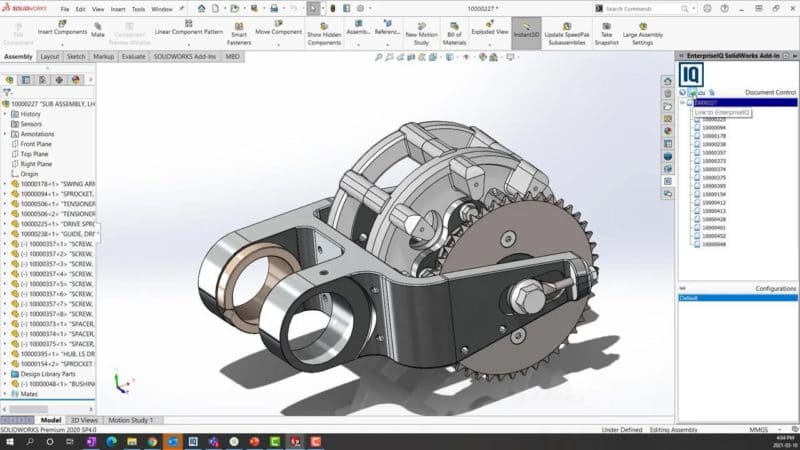 SOLIDWORKS
File
Edit
View
Insert
Tools
Window
10000227 *
Search Commands
Edit Component
Insert Components
Mate
Component Preview Window
Linear Component Pattern
Smart Fasteners
Move Component
Show Hidden Components
Assemb...
Referenc...
New Motion Study
Bill of Materials
Exploded View
Instant3D
Update SpeedPak Subassemblies
Take Snapshot
Large Assembly Settings
Assembly
Layout
Sketch
Markup
Evaluate
SOLIDWORKS Add-Ins
MBD
10000227 "SUB ASSEMBLY, LH
History
Sensors
Annotations
Front Plane
Top Plane
Right Plane
Origin
10000178<1> "SWING ARM
10000094<1> "SPROCKET,
10000506<1> "TENSIONER
10000506<2> "TENSIONER
10000225<1> "DRIVE SPRO
10000238<1> "GUIDE, DRI
(-) 10000357<1> "SCREW,
(-) 10000357<2> "SCREW,
(-) 10000357<3> "SCREW,
(-) 10000357<4> "SCREW,
(-) 10000357<5> "SCREW,
(-) 10000357<6> "SCREW,
(-) 10000357<7> "SCREW,
(-) 10000357<8> "SCREW,
10000373<1> "SPACER,
10000374<1> "SPACER,
10000375<1> "SPACER,
10000395<1> "HUB, LS D
10000154<2> "SPROCKET
Design Library Parts
(-) 10000048<1> "BUSHING
Mates
EnterpriseIQ SolidWorks Add-In
IQ
Document Control
10000227
Link to EnterpriseIQ
10000225
10000094
10000178
10000238
10000357
10000373
10000374
10000375
10000395
10000154
10000412
10000413
10000428
10000401
10000402
10000048
Configurations
Default
Model
3D Views
Motion Study 1
SOLIDWORKS Premium 2020 SP4.0
Under Defined
Editing Assembly
MMGS
4:04 PM
2021-03-10